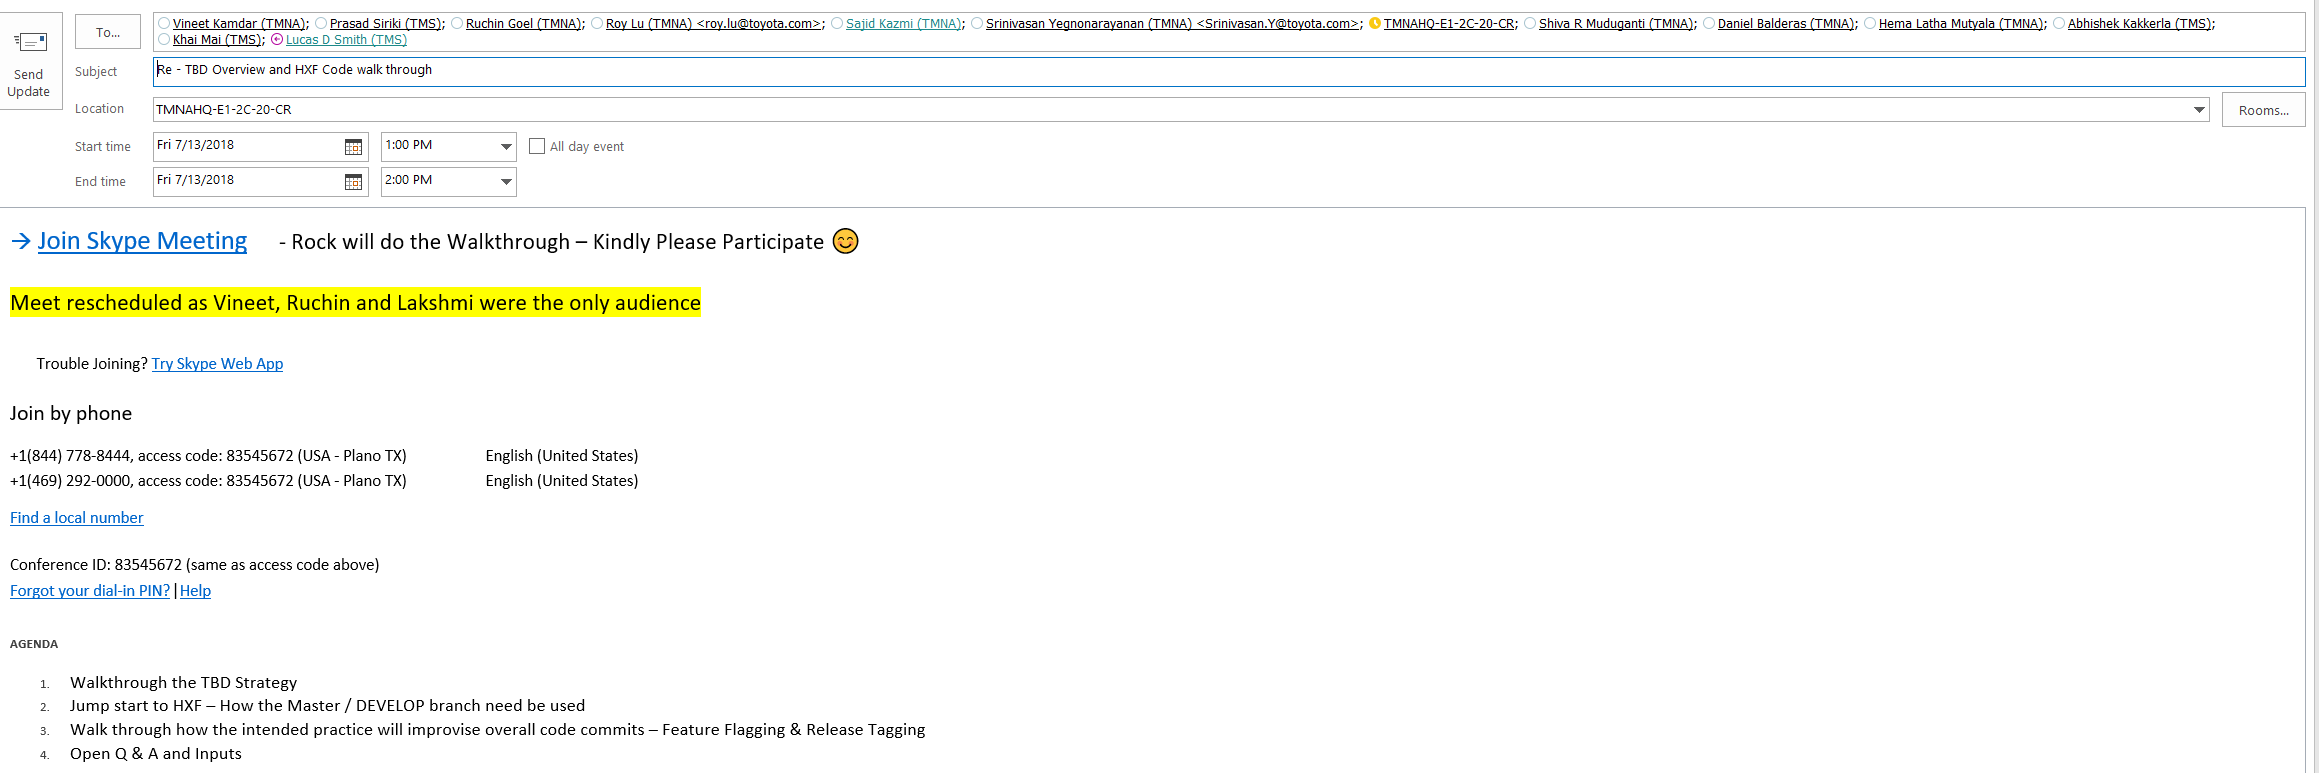 Send Update
To...
Vineet Kamdar (TMNA); Prasad Siriki (TMS); Ruchin Goel (TMNA); Roy Lu (TMNA) <roy.lu@toyota.com>; Sajid Kazmi (TMNA); Srinivasan Yegnonarayanan (TMNA) <Srinivasan.Y@toyota.com>; TMNAHQ-E1-2C-20-CR; Shiva R Muduganti (TMNA); Daniel Balderas (TMNA); Hema Latha Mutyala (TMNA); Abhishek Kakkerla (TMS);
Khai Mai (TMS); Lucas D Smith (TMS)
Subject Re - TBD Overview and HXF Code walk through
Location TMNAHQ-E1-2C-20-CR Rooms...
Start time Fri 7/13/2018 1:00 PM All day event
End time Fri 7/13/2018 2:00 PM
→ Join Skype Meeting - Rock will do the Walkthrough – Kindly Please Participate 😊
Meet rescheduled as Vineet, Ruchin and Lakshmi were the only audience
Trouble Joining? Try Skype Web App
Join by phone
+1(844) 778-8444, access code: 83545672 (USA - Plano TX) English (United States)
+1(469) 292-0000, access code: 83545672 (USA - Plano TX) English (United States)
Find a local number
Conference ID: 83545672 (same as access code above)
Forgot your dial-in PIN? | Help
AGENDA
1. Walkthrough the TBD Strategy
2. Jump start to HXF – How the Master / DEVELOP branch need be used
3. Walk through how the intended practice will improvise overall code commits – Feature Flagging & Release Tagging
4. Open Q & A and Inputs